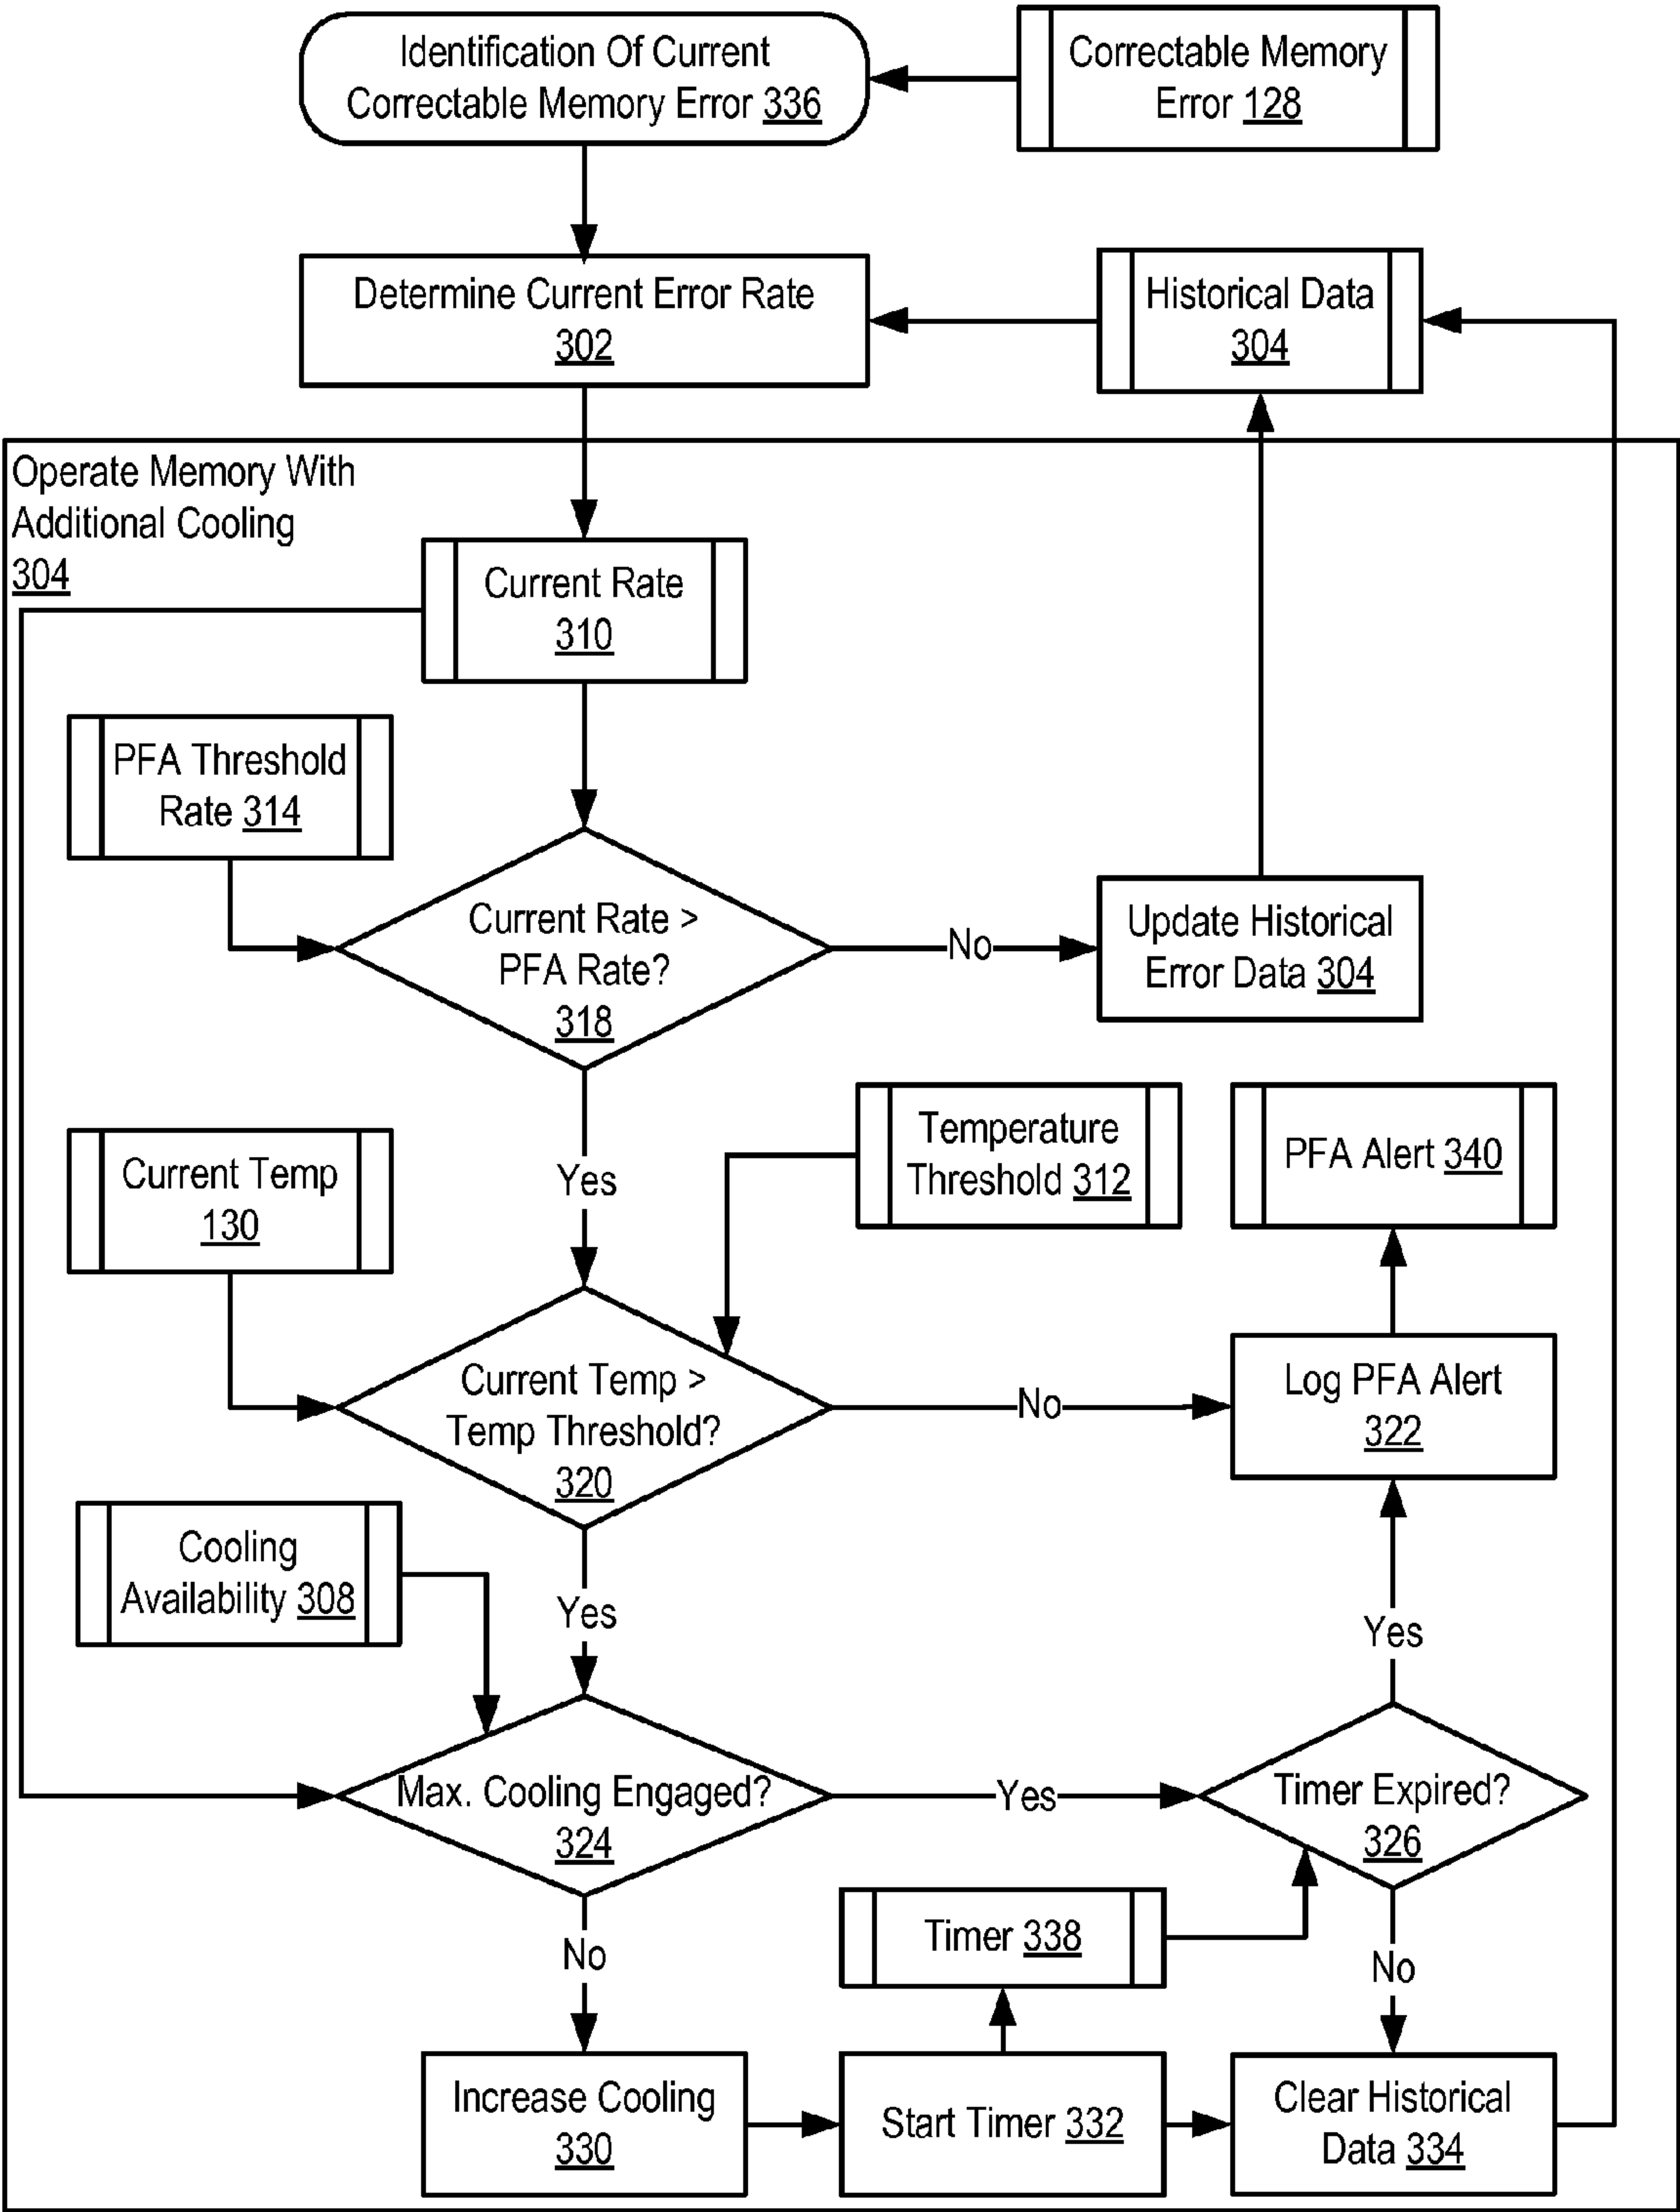 Identification Of Current
Correctable Memory Error 336
Correctable Memory
Error 128
Determine Current Error Rate
302
Historical Data
304
Operate Memory With
Additional Cooling
304
Current Rate
310
PFA Threshold
Rate 314
Current Rate >
PFA Rate?
318
No
Update Historical
Error Data 304
Yes
Current Temp
130
Temperature
Threshold 312
PFA Alert 340
Current Temp >
Temp Threshold?
320
No
Log PFA Alert
322
Cooling
Availability 308
Yes
Yes
Max. Cooling Engaged?
324
Yes
Timer Expired?
326
No
Timer 338
No
Increase Cooling
330
Start Timer 332
Clear Historical
Data 334